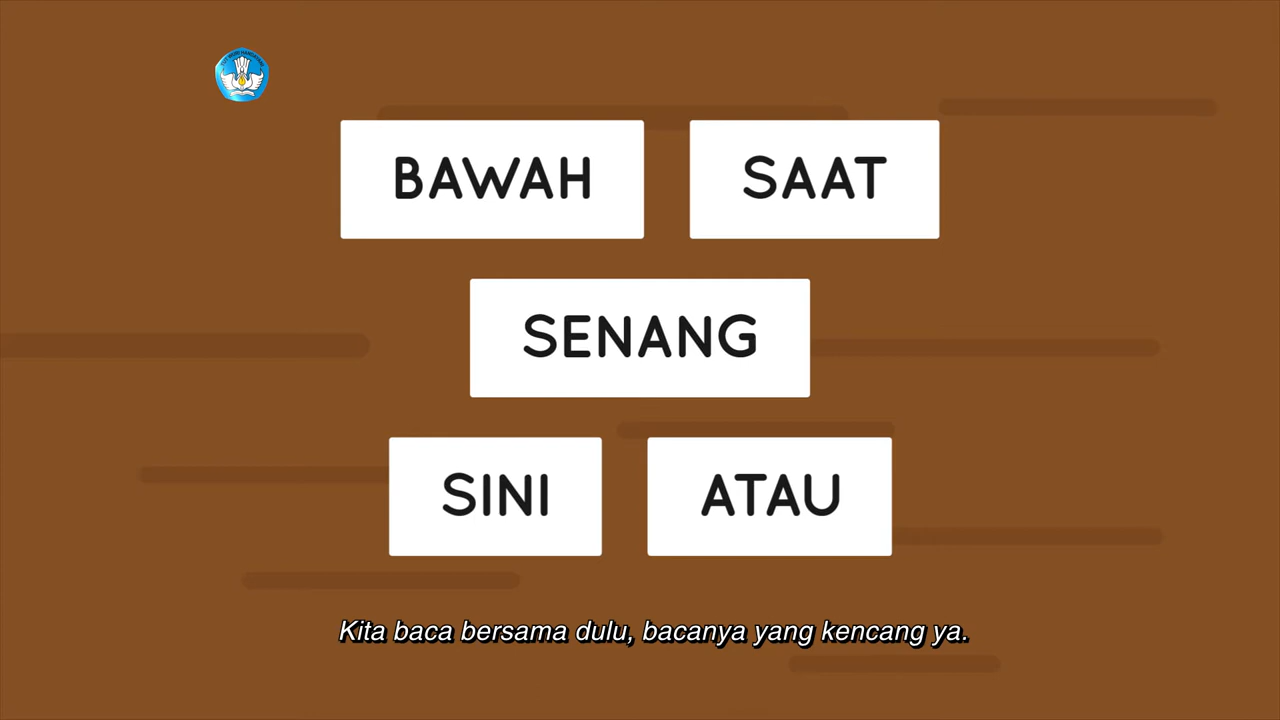 BAWAH SAAT
SENANG
SINI ATAU
Kita baca bersama dulu, bacanya yang kencang ya.